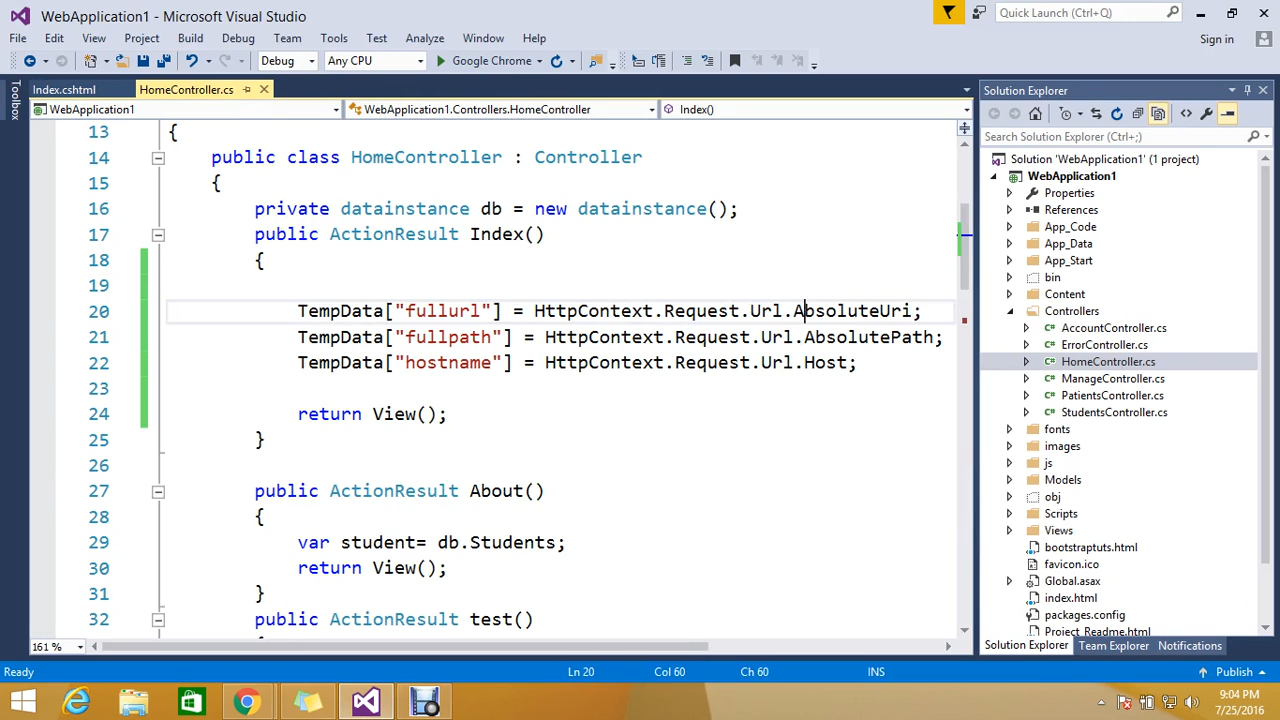 WebApplication1 - Microsoft Visual Studio
Quick Launch (Ctrl+Q)
File Edit View Project Build Debug Team Tools Test Analyze Window Help
Sign in
Debug Any CPU Google Chrome
Toolbox
Index.cshtml HomeController.cs
WebApplication1 WebApplication1.Controllers.HomeController Index()
13 {
14 public class HomeController : Controller
15 {
16 private datainstance db = new datainstance();
17 public ActionResult Index()
18 {
19
20 TempData["fullurl"] = HttpContext.Request.Url.AbsoluteUri;
21 TempData["fullpath"] = HttpContext.Request.Url.AbsolutePath;
22 TempData["hostname"] = HttpContext.Request.Url.Host;
23
24 return View();
25 }
26
27 public ActionResult About()
28 {
29 var student= db.Students;
30 return View();
31 }
32 public ActionResult test()
161 %
Solution Explorer
Search Solution Explorer (Ctrl+;)
Solution 'WebApplication1' (1 project)
WebApplication1
Properties
References
App_Code
App_Data
App_Start
bin
Content
Controllers
C# AccountController.cs
C# ErrorController.cs
C# HomeController.cs
C# ManageController.cs
C# PatientsController.cs
C# StudentsController.cs
fonts
images
js
Models
obj
Scripts
Views
bootstraptuts.html
favicon.ico
Global.asax
index.html
packages.config
Project_Readme.html
Solution Explorer Team Explorer Notifications
Ready Ln 20 Col 60 Ch 60 INS Publish
9:04 PM
7/25/2016